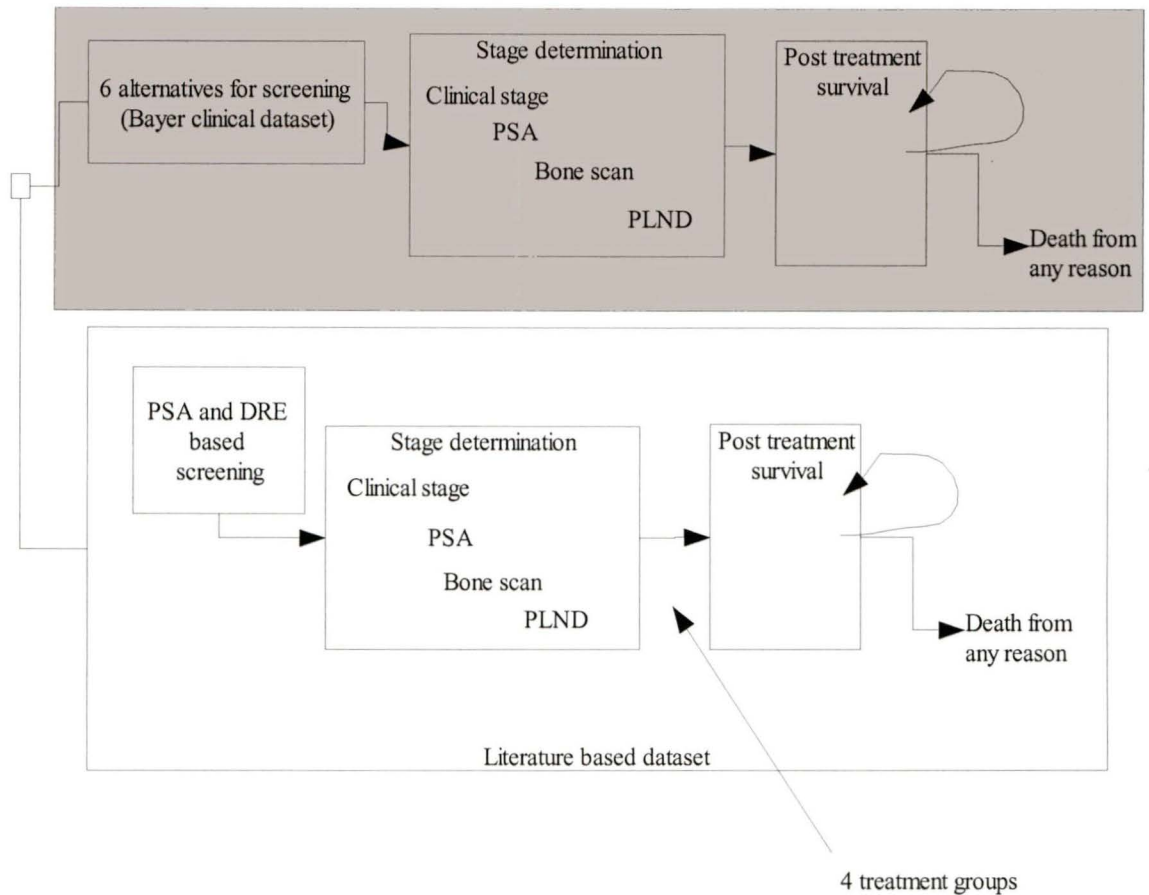 6 alternatives for screening
(Bayer clinical dataset)
Stage determination
Clinical stage
PSA
Bone scan
PLND
Post treatment
survival
Death from
any reason
PSA and DRE
based
screening
Stage determination
Clinical stage
PSA
Bone scan
PLND
Post treatment
survival
Death from
any reason
Literature based dataset
4 treatment groups